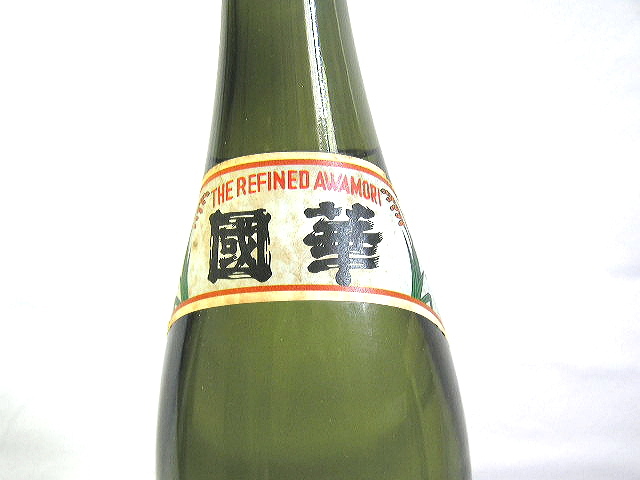 THE REFINED AWAMORI
國華